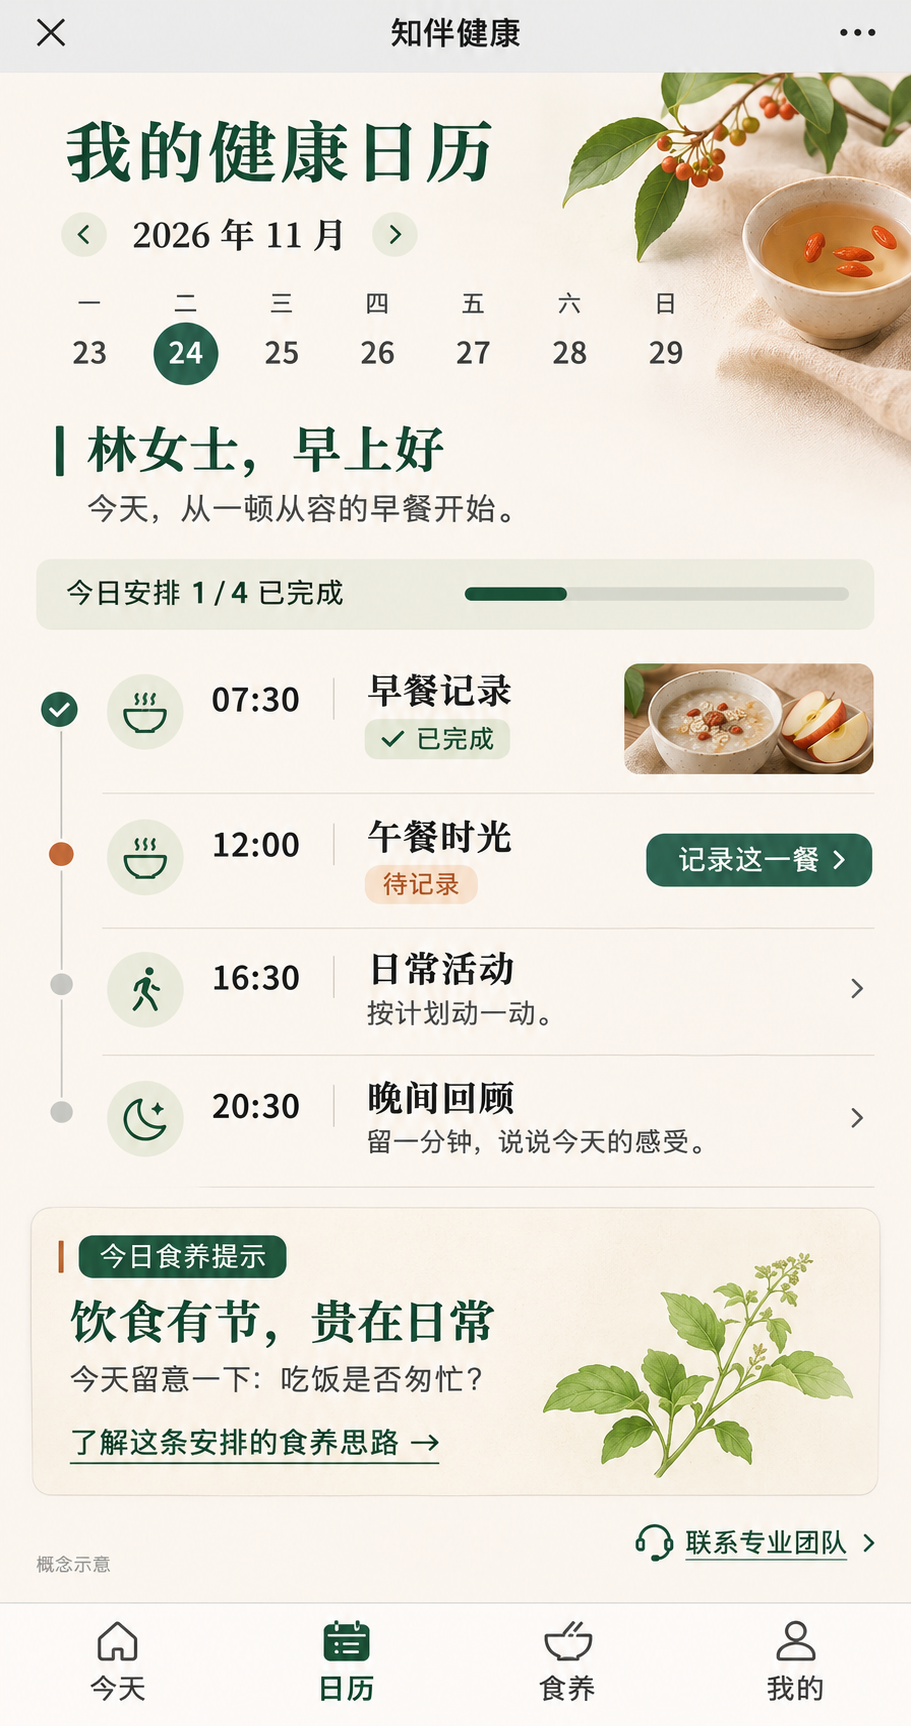 知伴健康
我的健康日历
2026 年 11 月
一 二 三 四 五 六 日
23 24 25 26 27 28 29
林女士，早上好
今天，从一顿从容的早餐开始。
今日安排 1 / 4 已完成
07:30 早餐记录
已完成
12:00 午餐时光
待记录
记录这一餐
16:30 日常活动
按计划动一动。
20:30 晚间回顾
留一分钟，说说今天的感受。
今日食养提示
饮食有节，贵在日常
今天留意一下：吃饭是否匆忙？
了解这条安排的食养思路 →
联系专业团队
概念示意
今天 日历 食养 我的